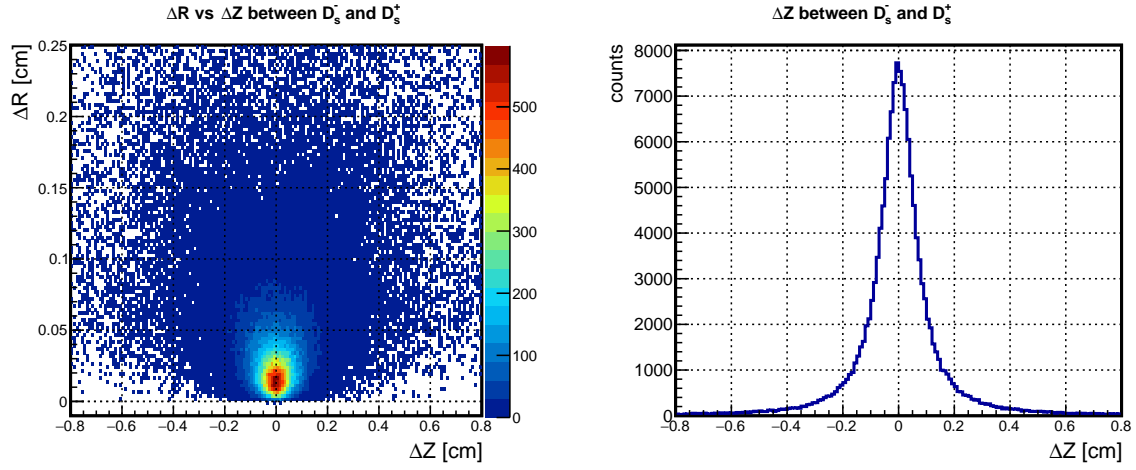 ΔR vs ΔZ between D_s^- and D_s^+
ΔR [cm]
0.25
0.2
0.15
0.1
0.05
0
−0.8 −0.6 −0.4 −0.2 0 0.2 0.4 0.6 0.8
ΔZ [cm]
500
400
300
200
100
0
ΔZ between D_s^- and D_s^+
counts
8000
7000
6000
5000
4000
3000
2000
1000
0
−0.8 −0.6 −0.4 −0.2 0 0.2 0.4 0.6 0.8
ΔZ [cm]